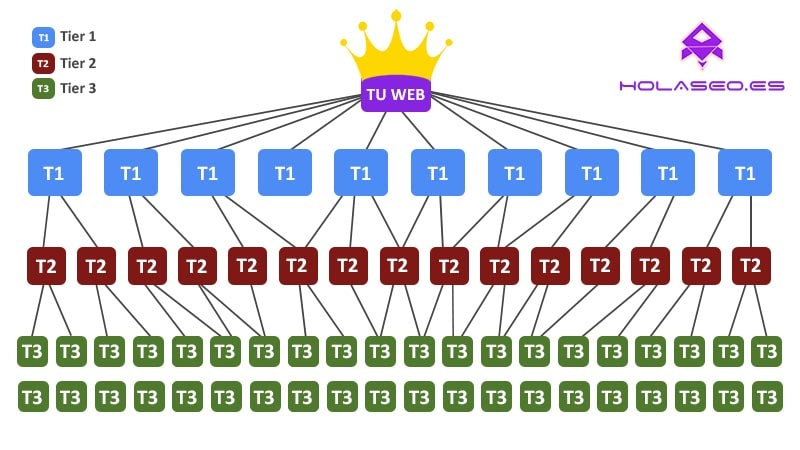 T1 Tier 1
T2 Tier 2
T3 Tier 3
TU WEB
HOLASEO.ES
T1 T1 T1 T1 T1 T1 T1 T1 T1 T1
T2 T2 T2 T2 T2 T2 T2 T2 T2 T2 T2 T2 T2 T2 T2
T3 T3 T3 T3 T3 T3 T3 T3 T3 T3 T3 T3 T3 T3 T3 T3 T3 T3 T3 T3
T3 T3 T3 T3 T3 T3 T3 T3 T3 T3 T3 T3 T3 T3 T3 T3 T3 T3 T3 T3